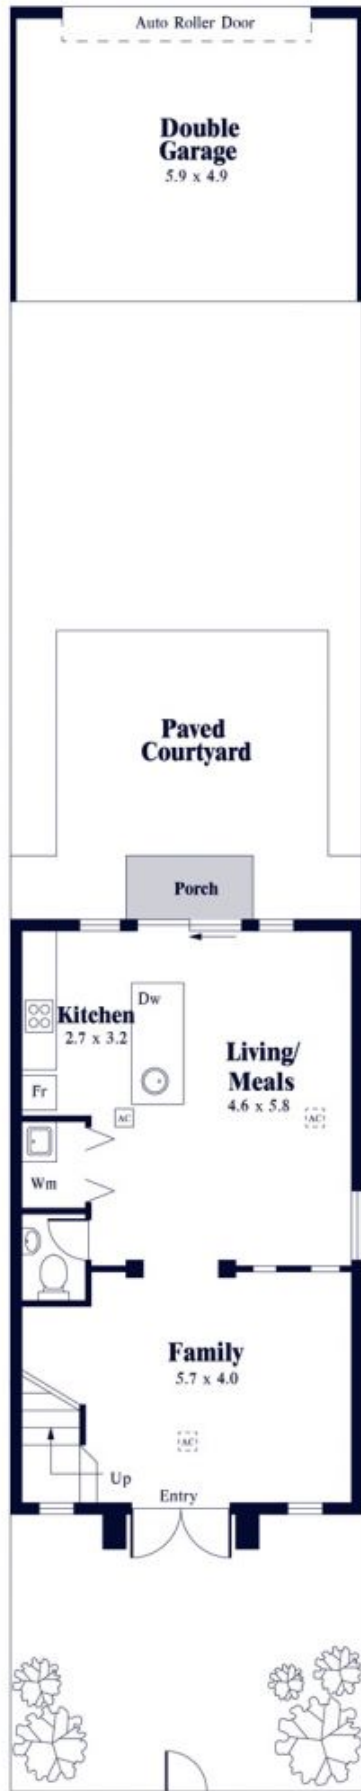 Auto Roller Door
Double
Garage
5.9 x 4.9
Paved
Courtyard
Porch
Kitchen
2.7 x 3.2
Dw
Living/
Meals
4.6 x 5.8
Fr
AC
AC
Wm
Family
5.7 x 4.0
AC
Up
Entry